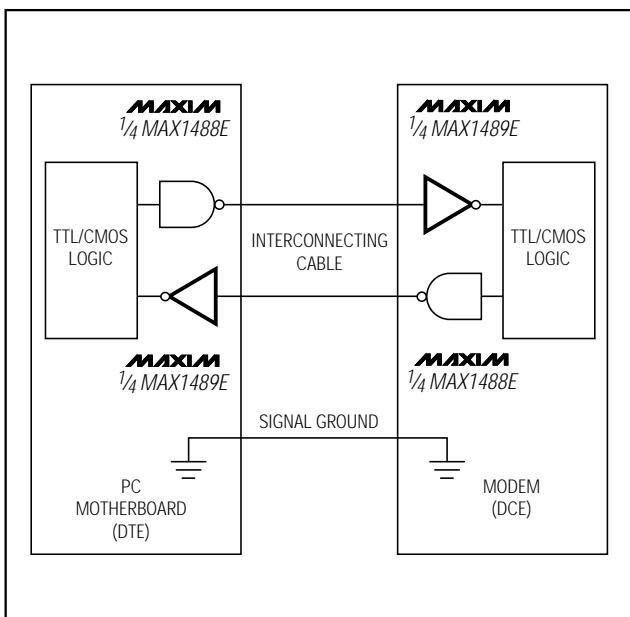 MAXIM
1/4 MAX1488E
MAXIM
1/4 MAX1489E
TTL/CMOS
LOGIC
INTERCONNECTING
CABLE
TTL/CMOS
LOGIC
MAXIM
1/4 MAX1489E
MAXIM
1/4 MAX1488E
SIGNAL GROUND
PC
MOTHERBOARD
(DTE)
MODEM
(DCE)